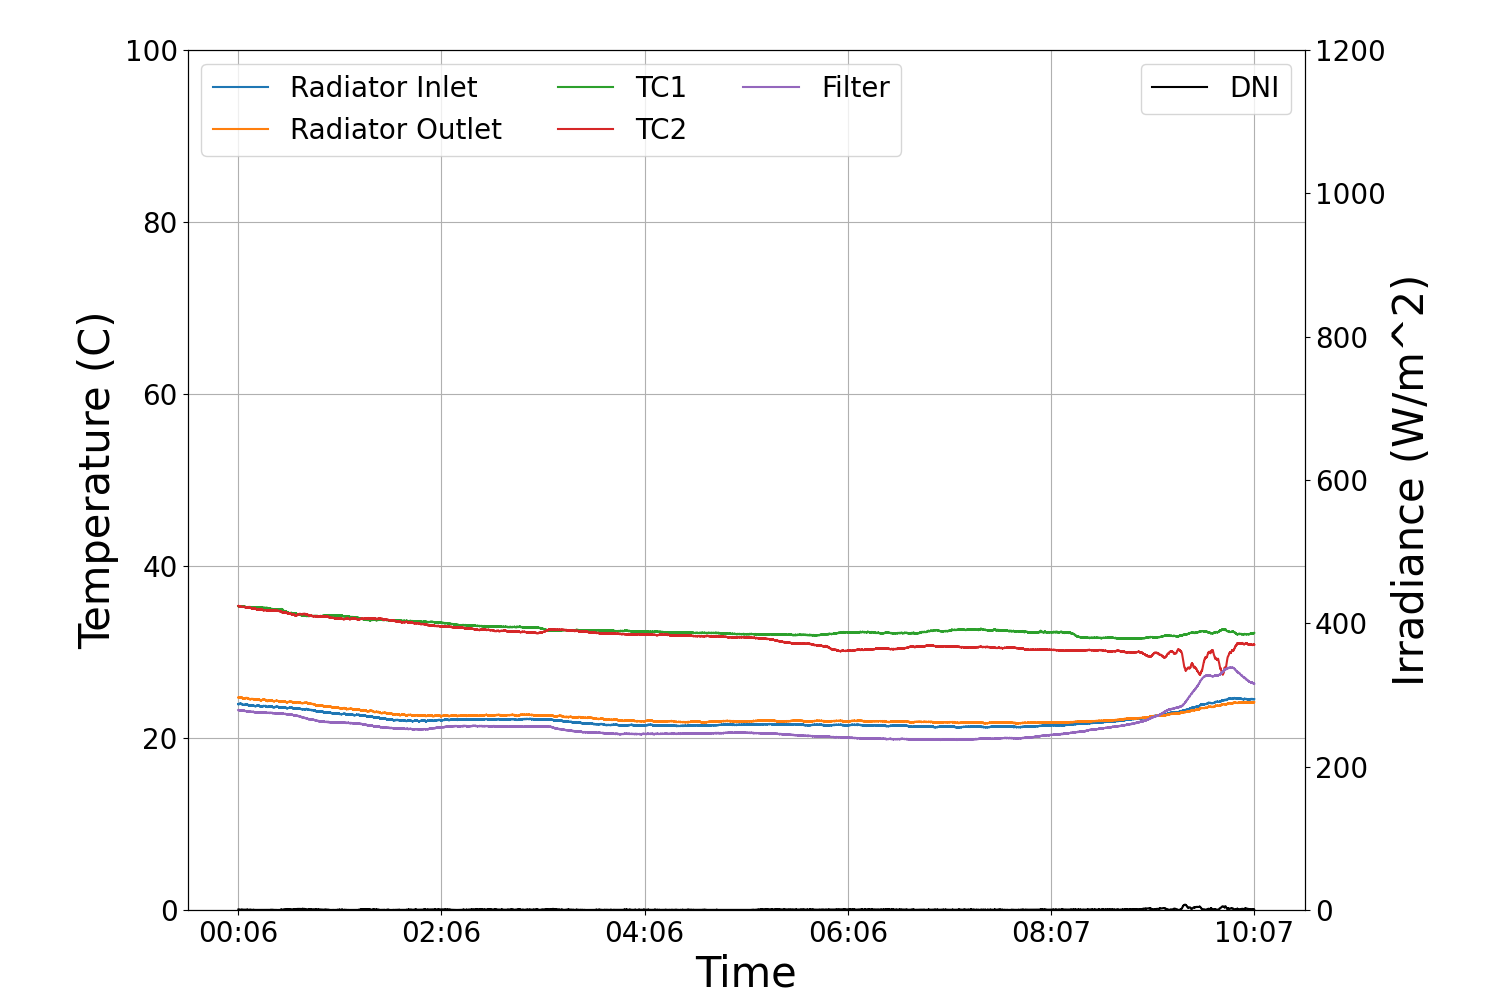 100
80
60
40
20
0
Temperature (C)
Radiator Inlet
Radiator Outlet
TC1
TC2
Filter
DNI
1200
1000
800
600
400
200
0
Irradiance (W/m^2)
00:06 02:06 04:06 06:06 08:07 10:07
Time